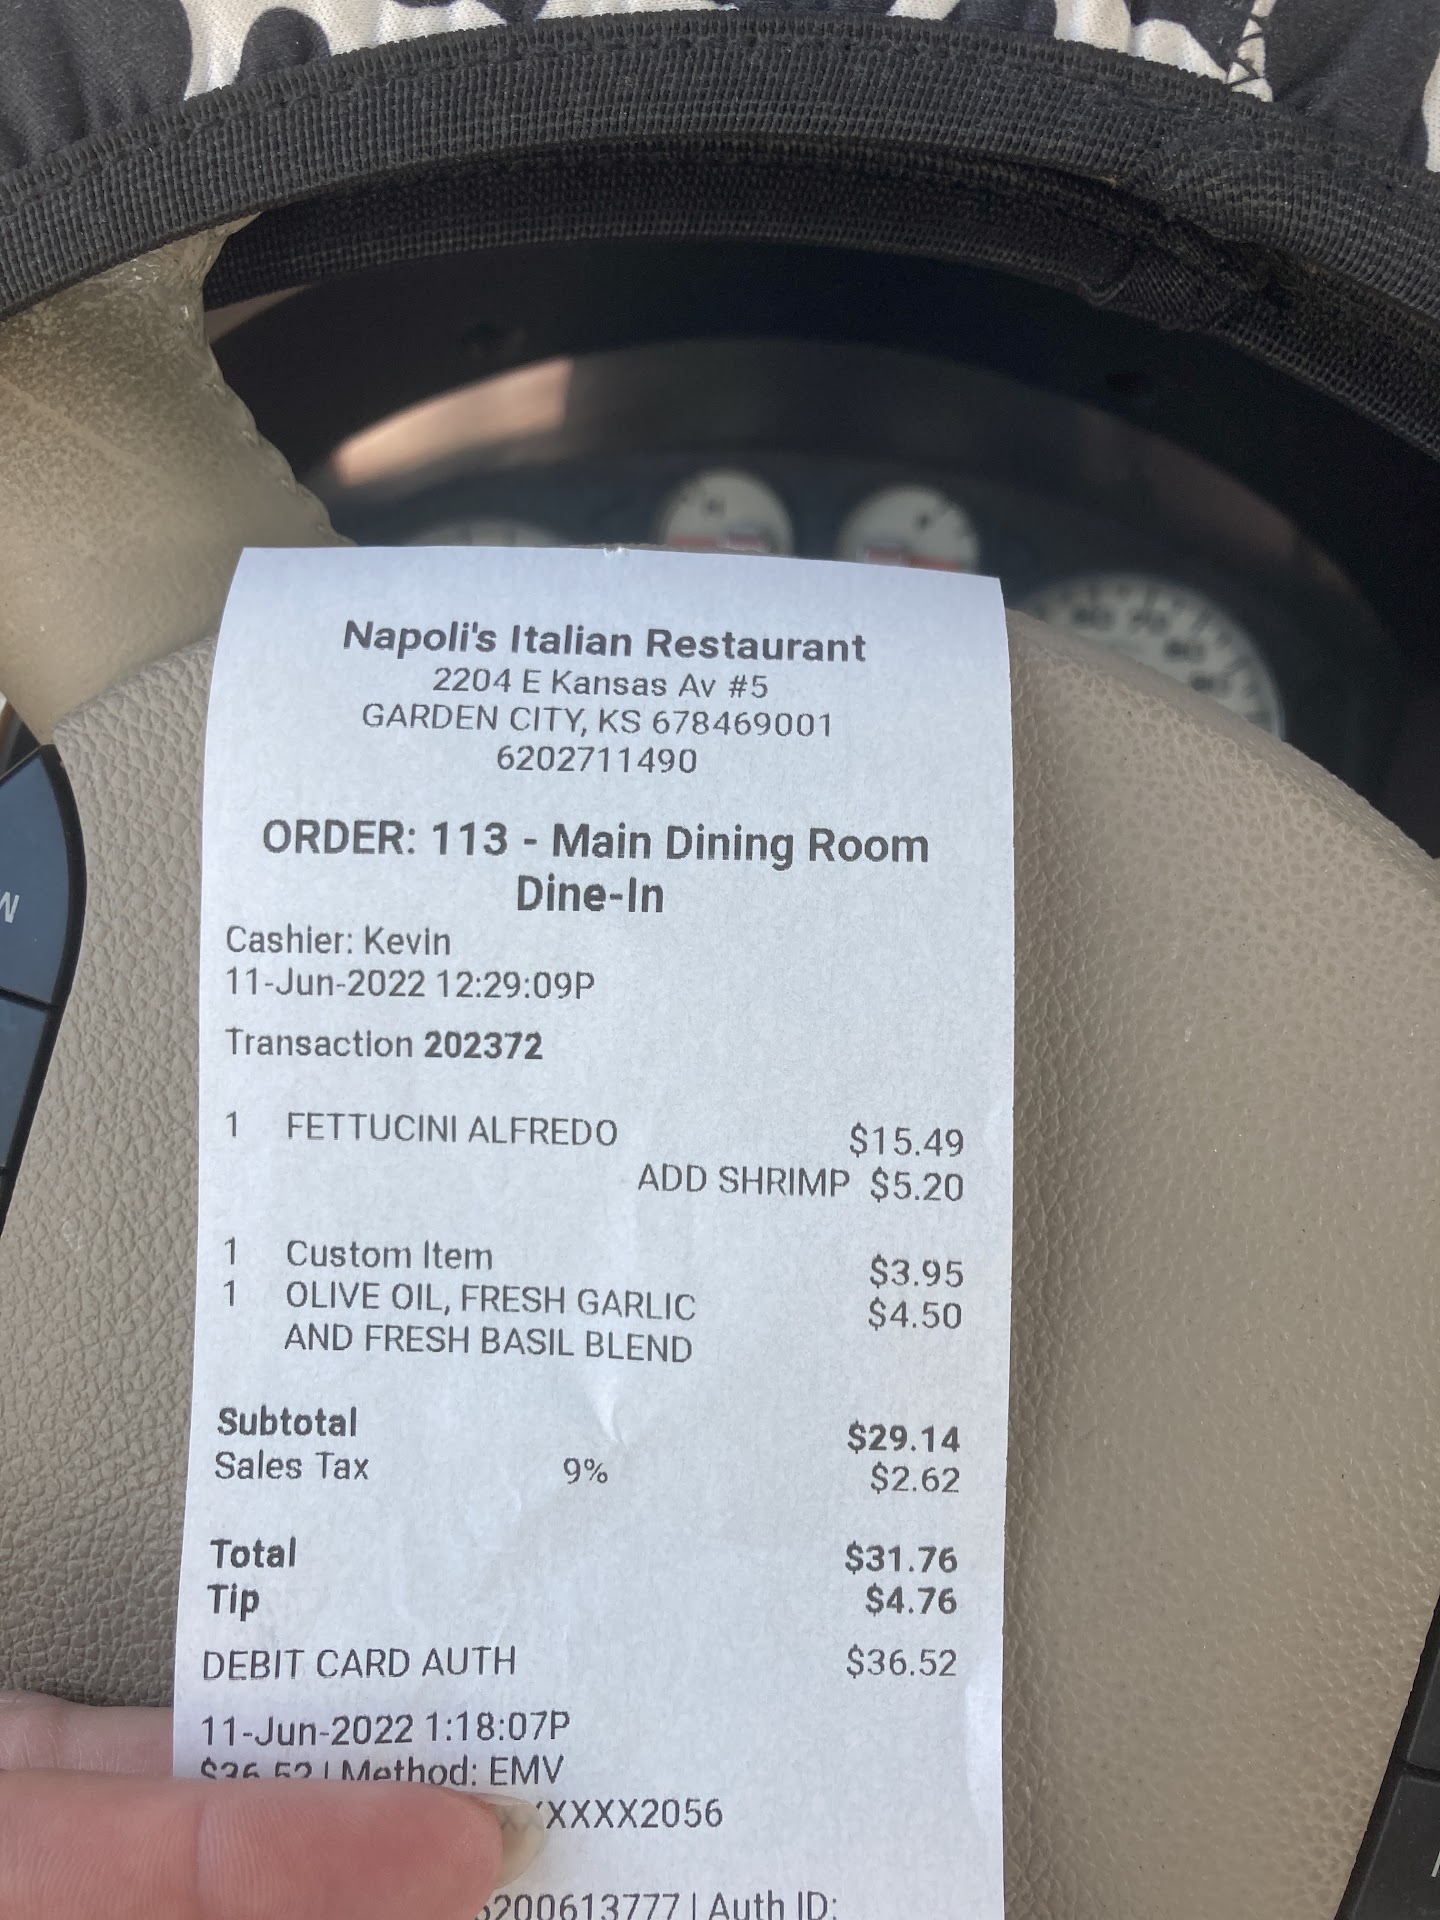 Napoli's Italian Restaurant
2204 E Kansas Av #5
GARDEN CITY, KS 678469001
6202711490
ORDER: 113 - Main Dining Room
Dine-In
Cashier: Kevin
11-Jun-2022 12:29:09P
Transaction 202372
1 FETTUCINI ALFREDO $15.49
ADD SHRIMP $5.20
1 Custom Item $3.95
1 OLIVE OIL, FRESH GARLIC $4.50
AND FRESH BASIL BLEND
Subtotal $29.14
Sales Tax 9% $2.62
Total $31.76
Tip $4.76
DEBIT CARD AUTH $36.52
11-Jun-2022 1:18:07P
$36.52 | Method: EMV
XXXX2056
200613777 | Auth ID: